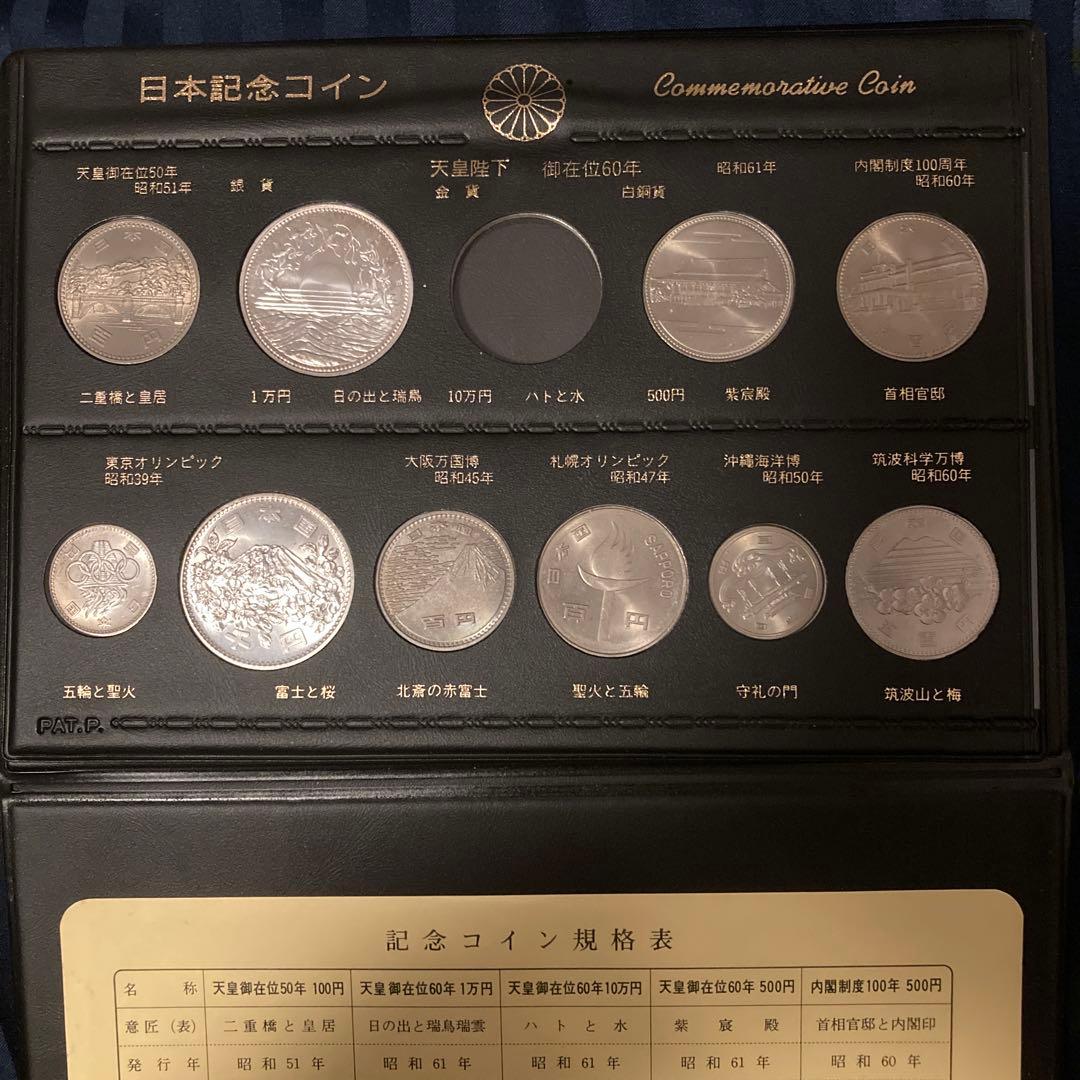 日本記念コイン
Commemorative Coin
天皇御在位50年
昭和51年
銀貨
天皇陛下 御在位60年 昭和61年
金貨
白銅貨
内閣制度100周年
昭和60年
二重橋と皇居
1万円 日の出と瑞鳥
10万円 ハトと水
500円 紫宸殿
首相官邸
東京オリンピック
昭和39年
大阪万国博
昭和45年
札幌オリンピック
昭和47年
沖縄海洋博
昭和50年
筑波科学万博
昭和60年
日本国
千円
百円
日本国
SAPPORO
百円
五輪と聖火
富士と桜
北斎の赤富士
聖火と五輪
守礼の門
筑波山と梅
PAT.P.
記念コイン規格表
名称 天皇御在位50年 100円 天皇御在位60年 1万円 天皇御在位60年10万円 天皇御在位60年 500円 内閣制度100年 500円
意匠(表) 二重橋と皇居 日の出と瑞鳥瑞雲 ハトと水 紫宸殿 首相官邸と内閣印
発行年 昭和51年 昭和61年 昭和61年 昭和61年 昭和60年